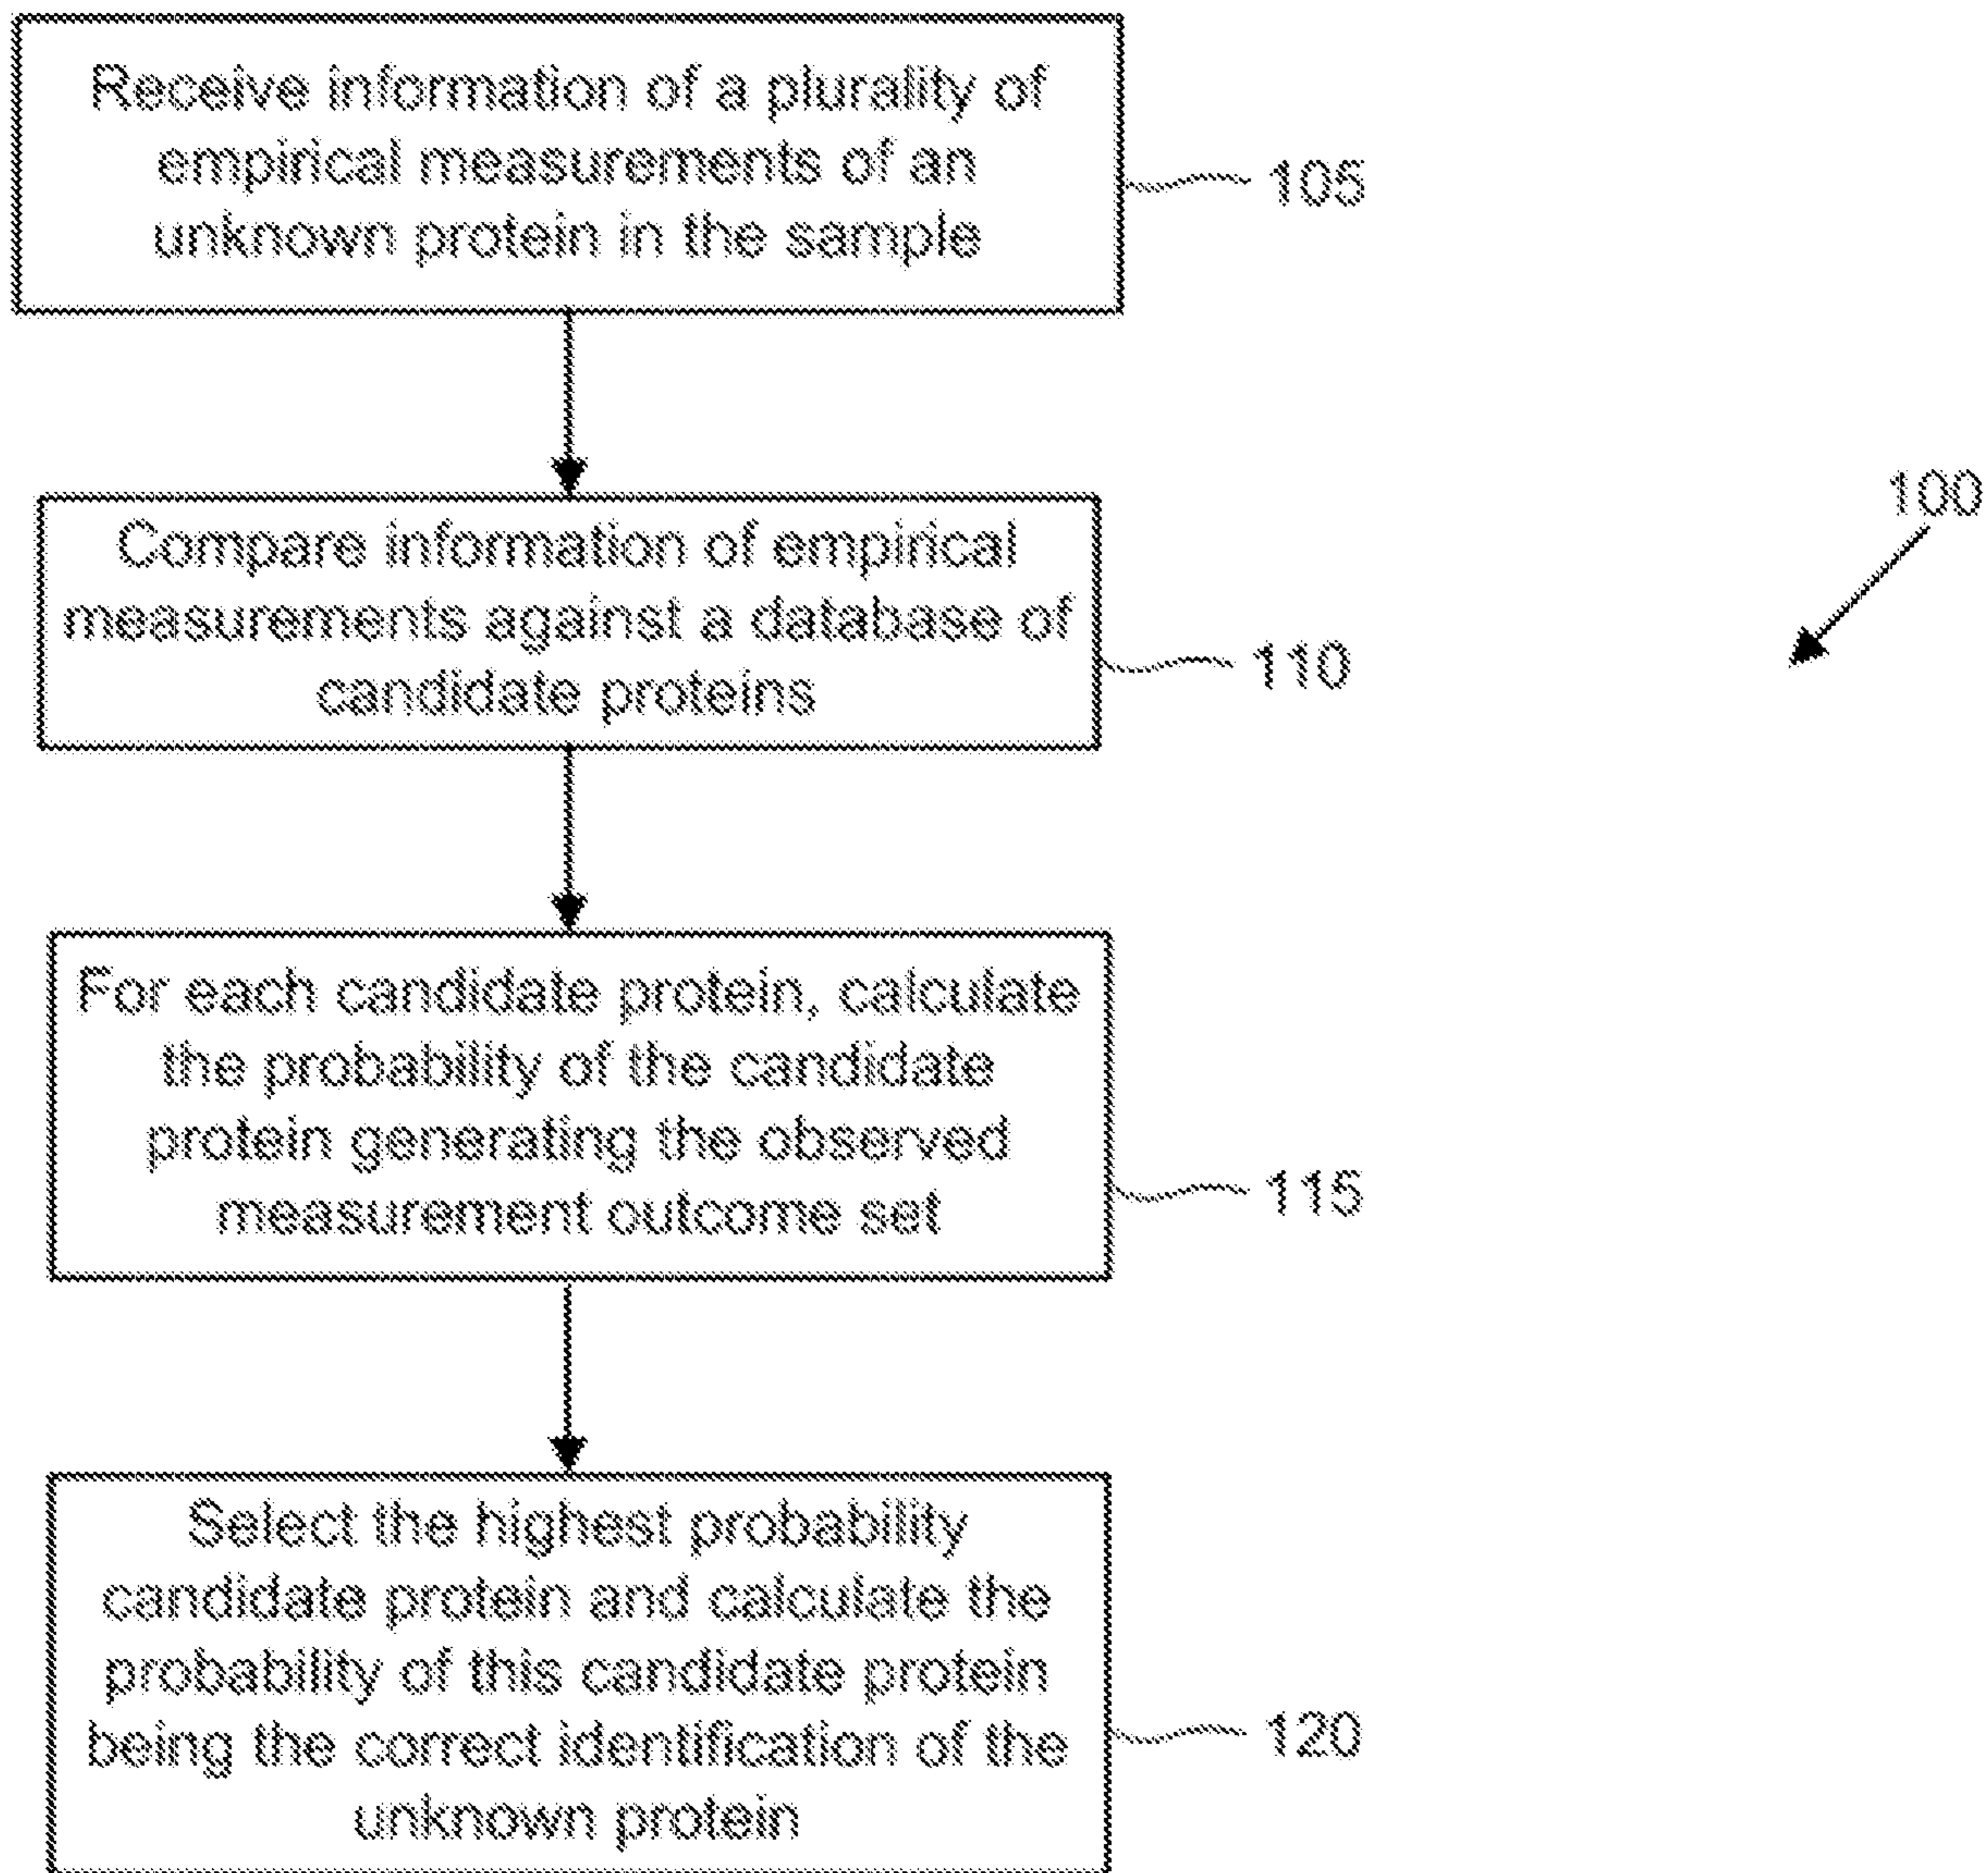 Receive information of a plurality of
empirical measurements of an
unknown protein in the sample
105
100
Compare information of empirical
measurements against a database of
candidate proteins
110
For each candidate protein, calculate
the probability of the candidate
protein generating the observed
measurement outcome set
115
Select the highest probability
candidate protein and calculate the
probability of this candidate protein
being the correct identification of the
unknown protein
120